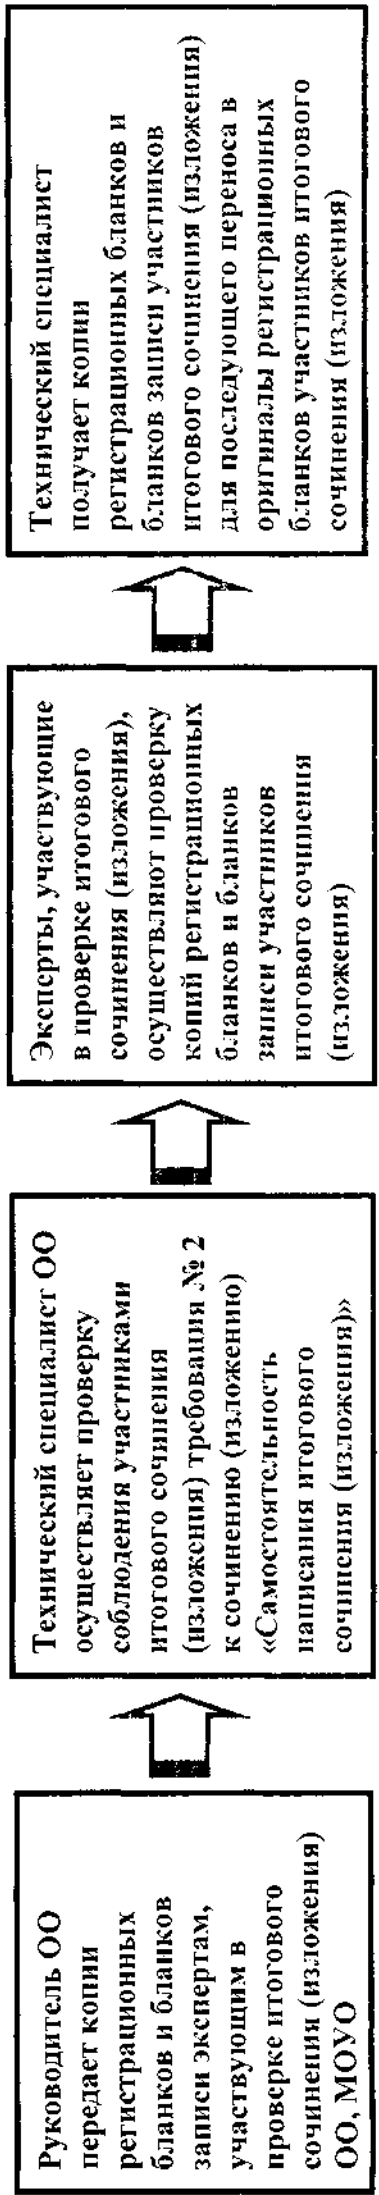 Руководитель ОО
передает копии
регистрационных
бланков и бланков
записи экспертам,
участвующим в
проверке итогового
сочинения (изложения)
ОО, МОУО
Технический специалист ОО
осуществляет проверку
соблюдения участниками
итогового сочинения
(изложения) требования № 2
к сочинению (изложению)
«Самостоятельность
написания итогового
сочинения (изложения)»
Эксперты, участвующие
в проверке итогового
сочинения (изложения),
осуществляют проверку
копий регистрационных
бланков и бланков
записи участников
итогового сочинения
(изложения)
Технический специалист
получает копии
регистрационных бланков и
бланков записи участников
итогового сочинения (изложения)
для последующего переноса в
оригиналы регистрационных
бланков участников итогового
сочинения (изложения)